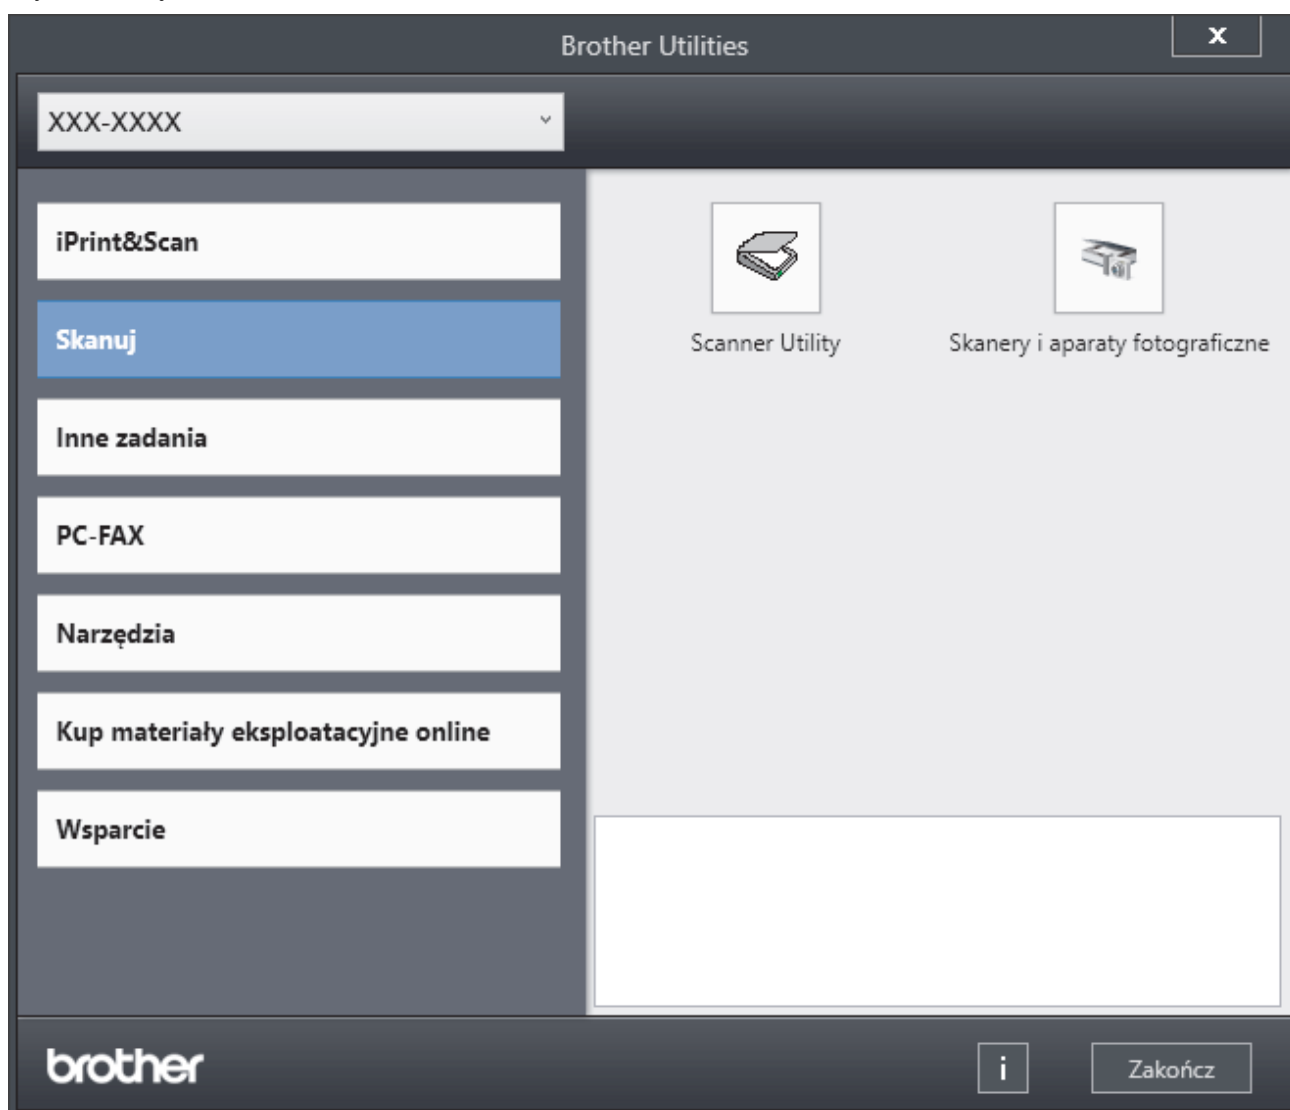 Brother Utilities
X
XXX-XXXX
iPrint&Scan
Skanuj
Inne zadania
PC-FAX
Narzędzia
Kup materiały eksploatacyjne online
Wsparcie
Scanner Utility
Skanery i aparaty fotograficzne
brother
i
Zakończ